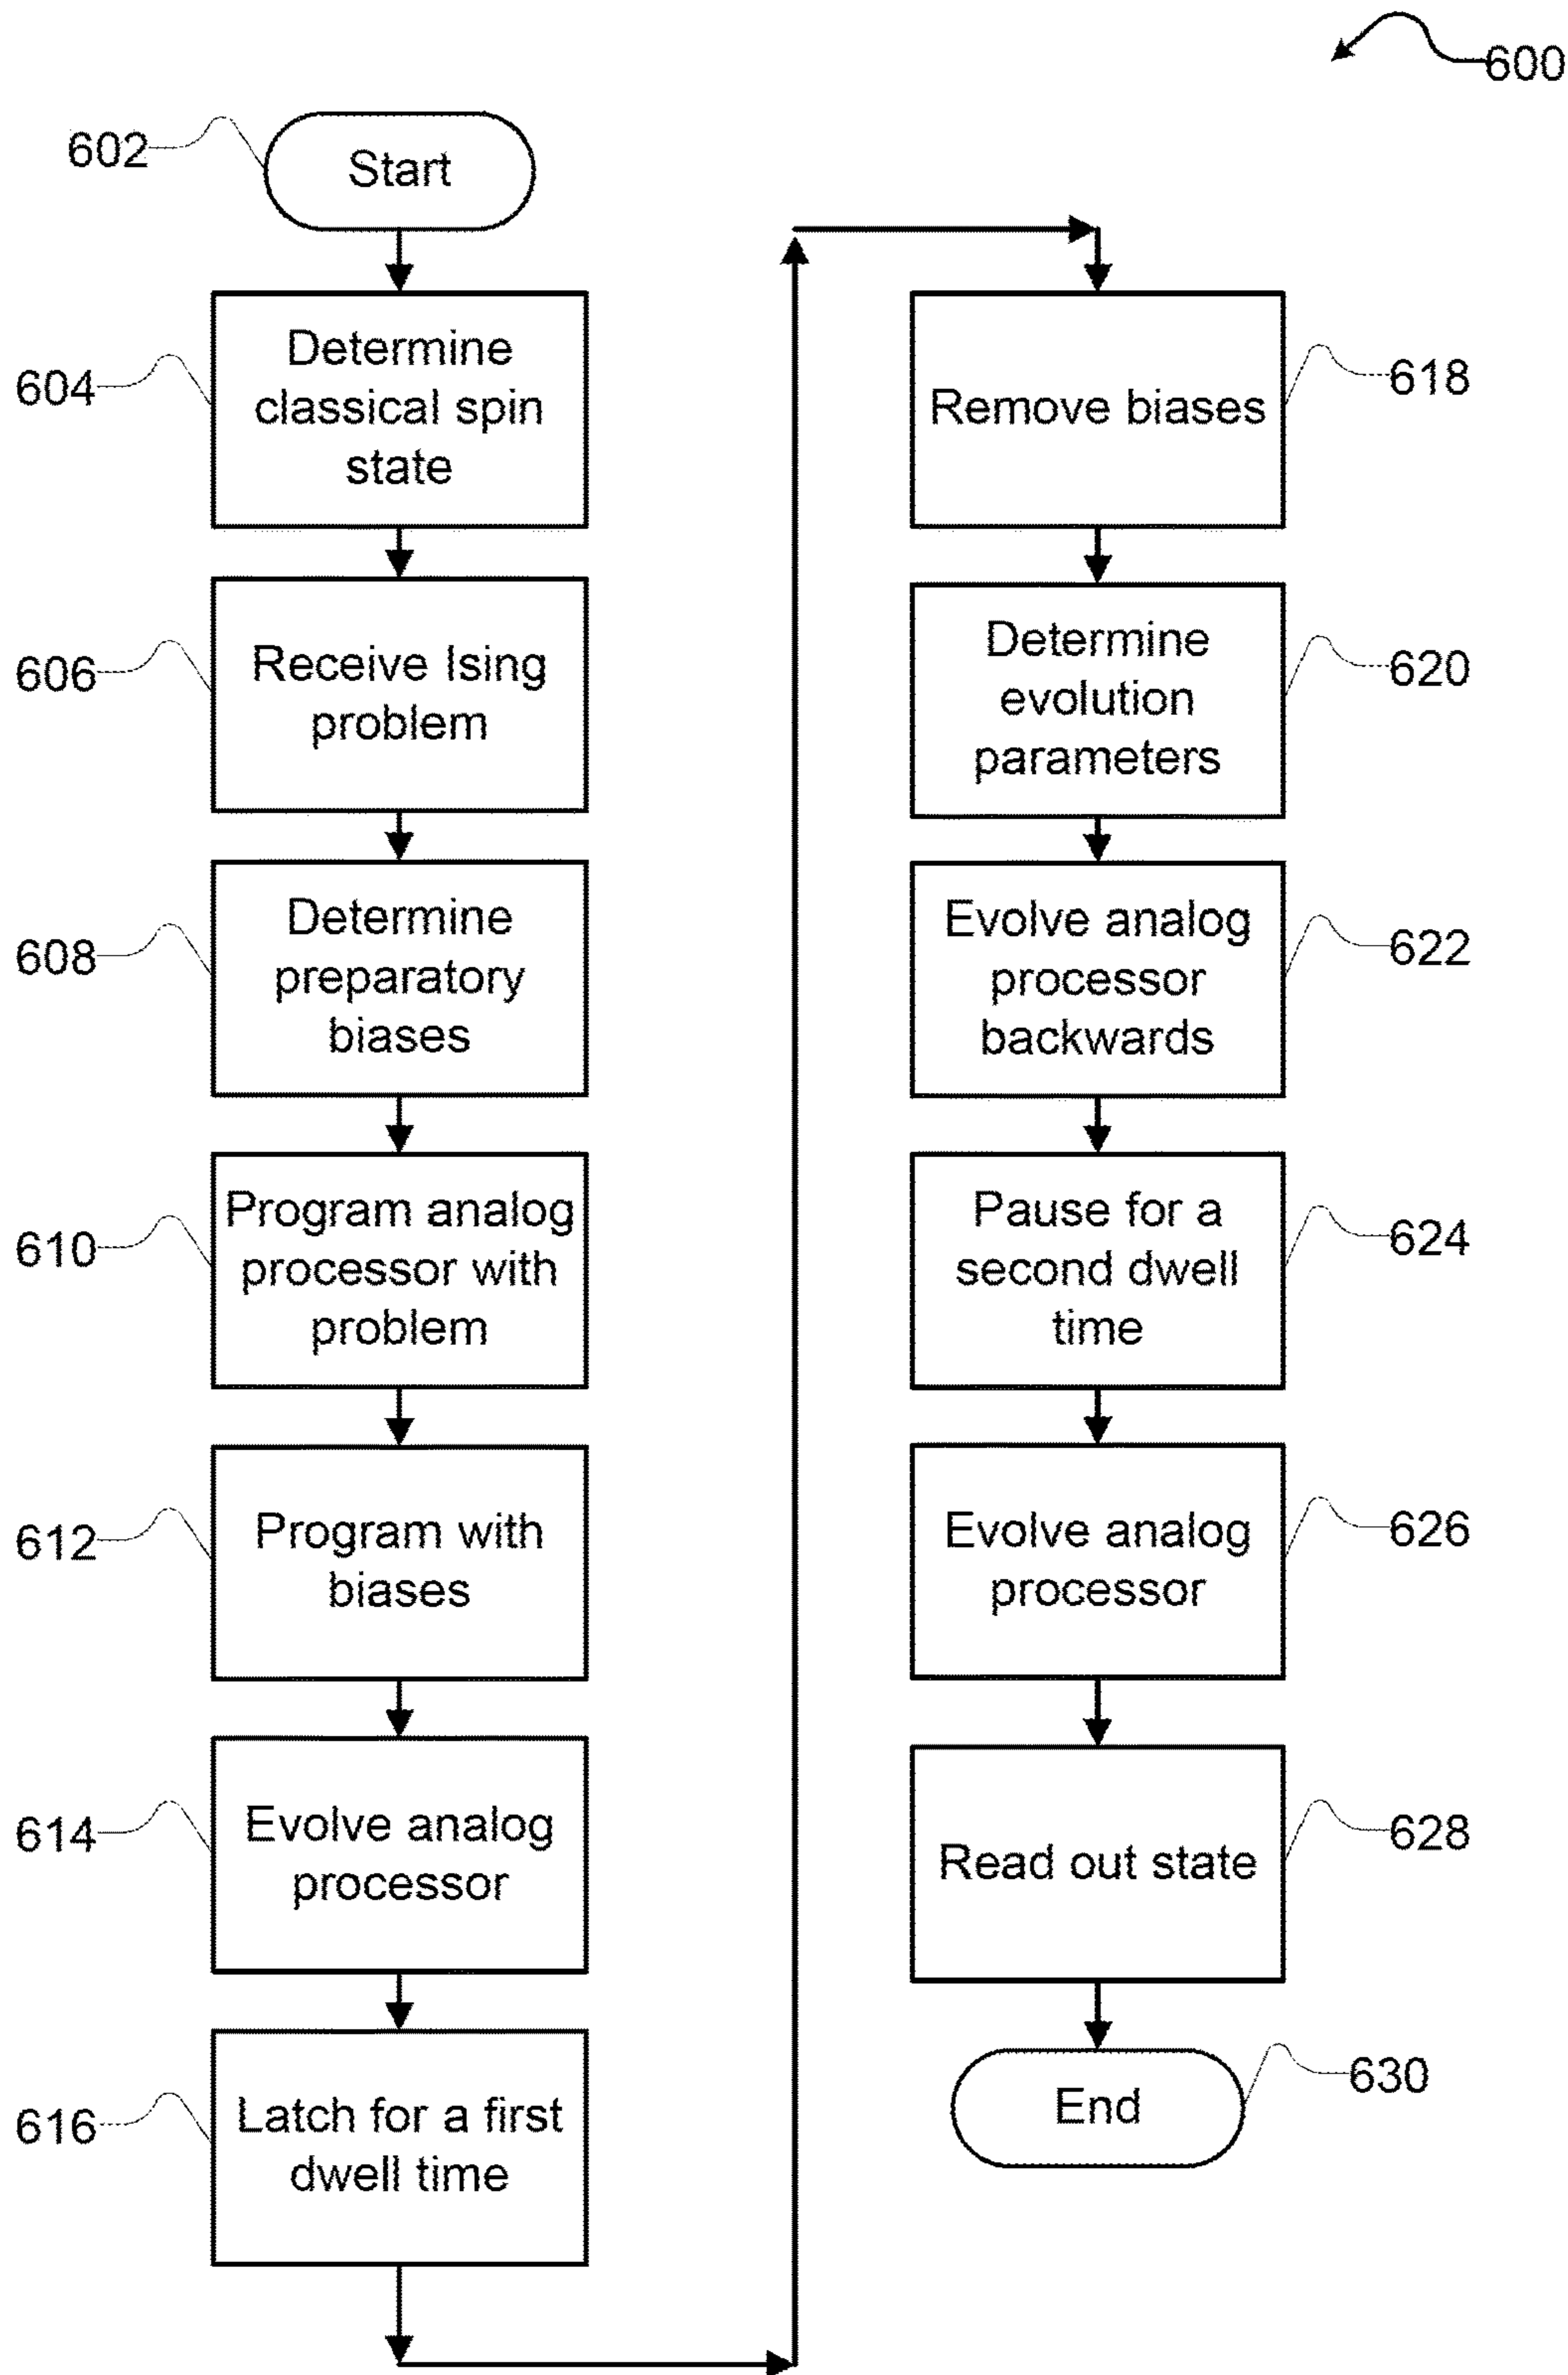 600
602
Start
604
Determine
classical spin
state
606
Receive Ising
problem
608
Determine
preparatory
biases
610
Program analog
processor with
problem
612
Program with
biases
614
Evolve analog
processor
616
Latch for a first
dwell time
Remove biases
618
Determine
evolution
parameters
620
Evolve analog
processor
backwards
622
Pause for a
second dwell
time
624
Evolve analog
processor
626
Read out state
628
End
630